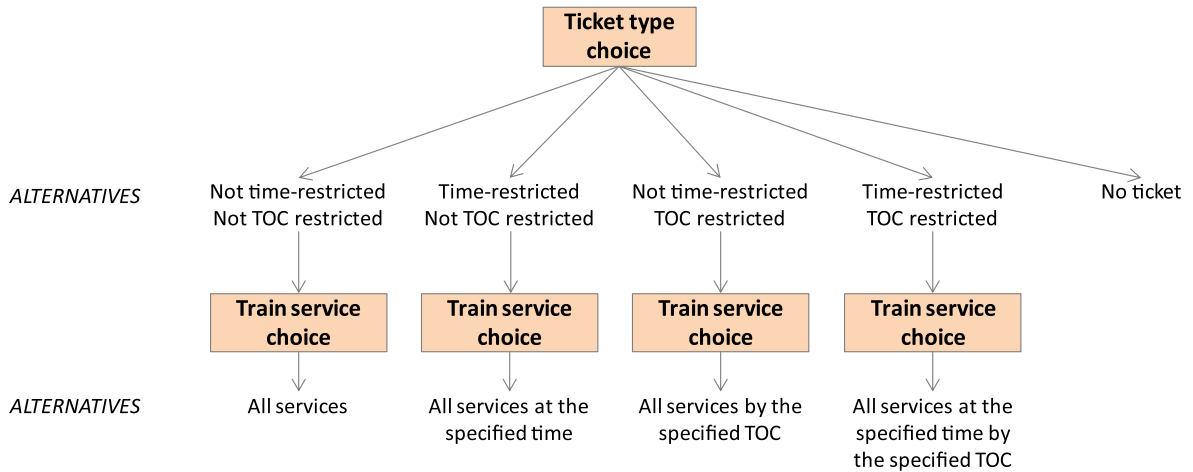 Ticket type
choice
ALTERNATIVES
Not time-restricted
Not TOC restricted
Time-restricted
Not TOC restricted
Not time-restricted
TOC restricted
Time-restricted
TOC restricted
No ticket
Train service
choice
Train service
choice
Train service
choice
Train service
choice
ALTERNATIVES
All services
All services at the
specified time
All services by the
specified TOC
All services at the
specified time by
the specified TOC